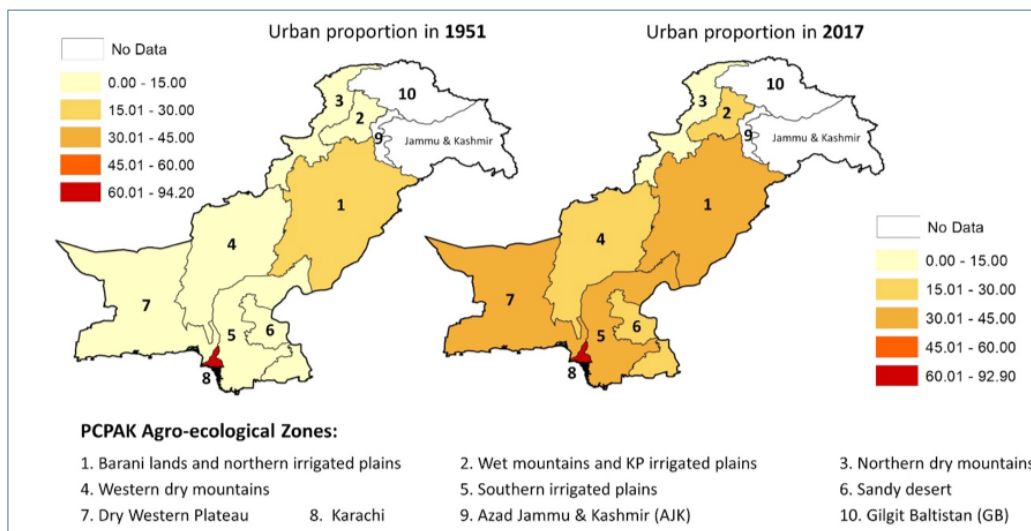 Urban proportion in 1951
No Data
0.00 - 15.00
15.01 - 30.00
30.01 - 45.00
45.01 - 60.00
60.01 - 94.20
3
10
2
9
Jammu & Kashmir
1
4
7
5
6
8
Urban proportion in 2017
3
10
2
9
Jammu & Kashmir
1
4
7
5
6
8
No Data
0.00 - 15.00
15.01 - 30.00
30.01 - 45.00
45.01 - 60.00
60.01 - 92.90
PCPAK Agro-ecological Zones:
1. Barani lands and northern irrigated plains 2. Wet mountains and KP irrigated plains 3. Northern dry mountains
4. Western dry mountains 5. Southern irrigated plains 6. Sandy desert
7. Dry Western Plateau 8. Karachi 9. Azad Jammu & Kashmir (AJK) 10. Gilgit Baltistan (GB)